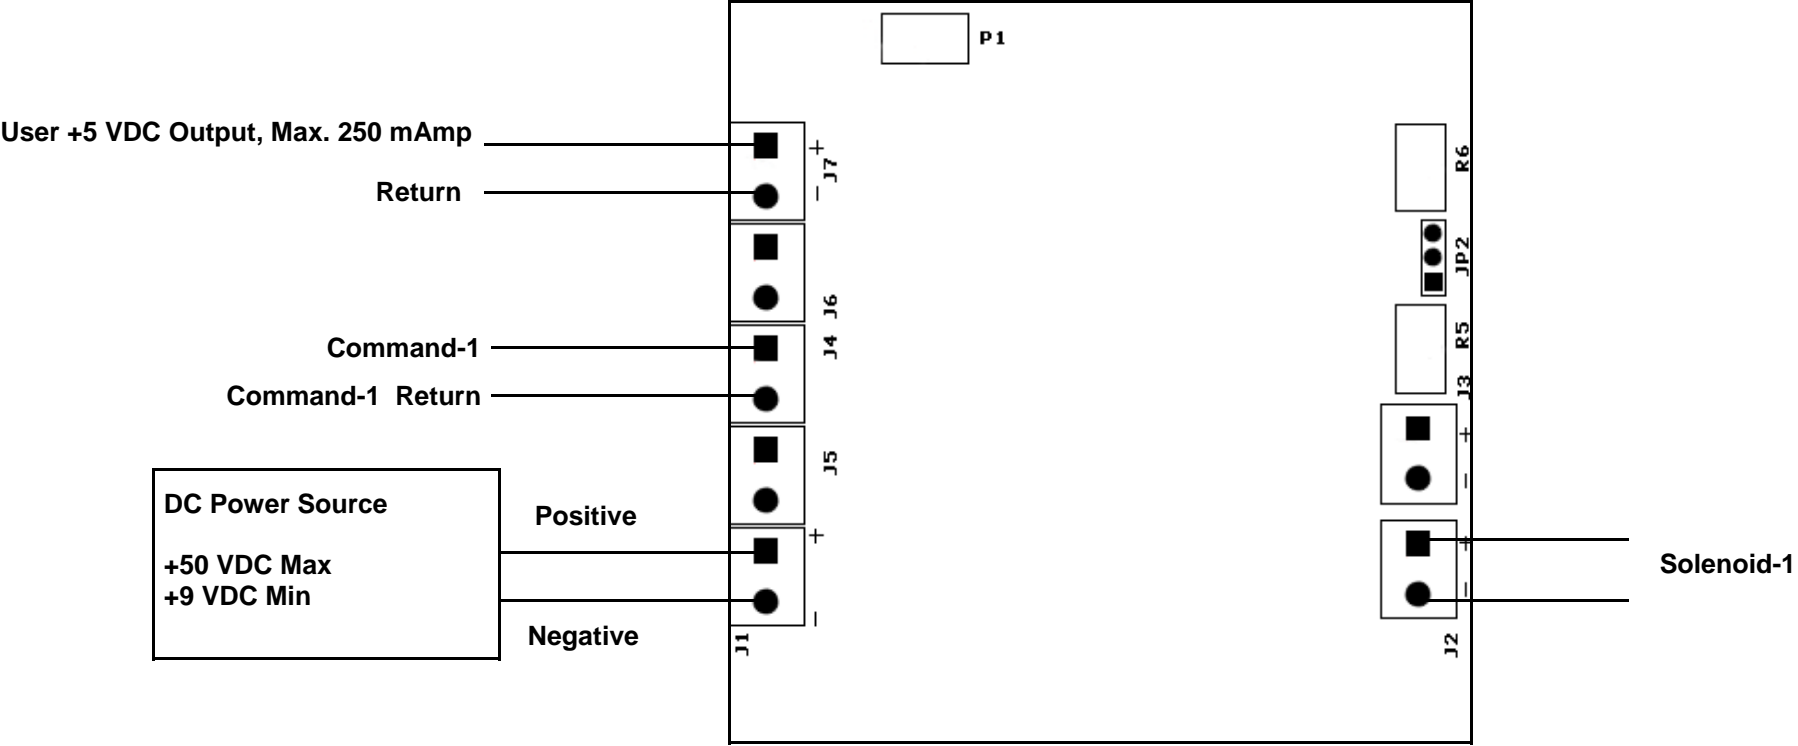 P1
User +5 VDC Output, Max. 250 mAmp
+
J7
Return
–
R6
JP2
J6
Command-1
J4
R5
Command-1 Return
J3
+
J5
–
DC Power Source
Positive
+
+50 VDC Max
+9 VDC Min
+
Solenoid-1
–
–
Negative
J1
J2